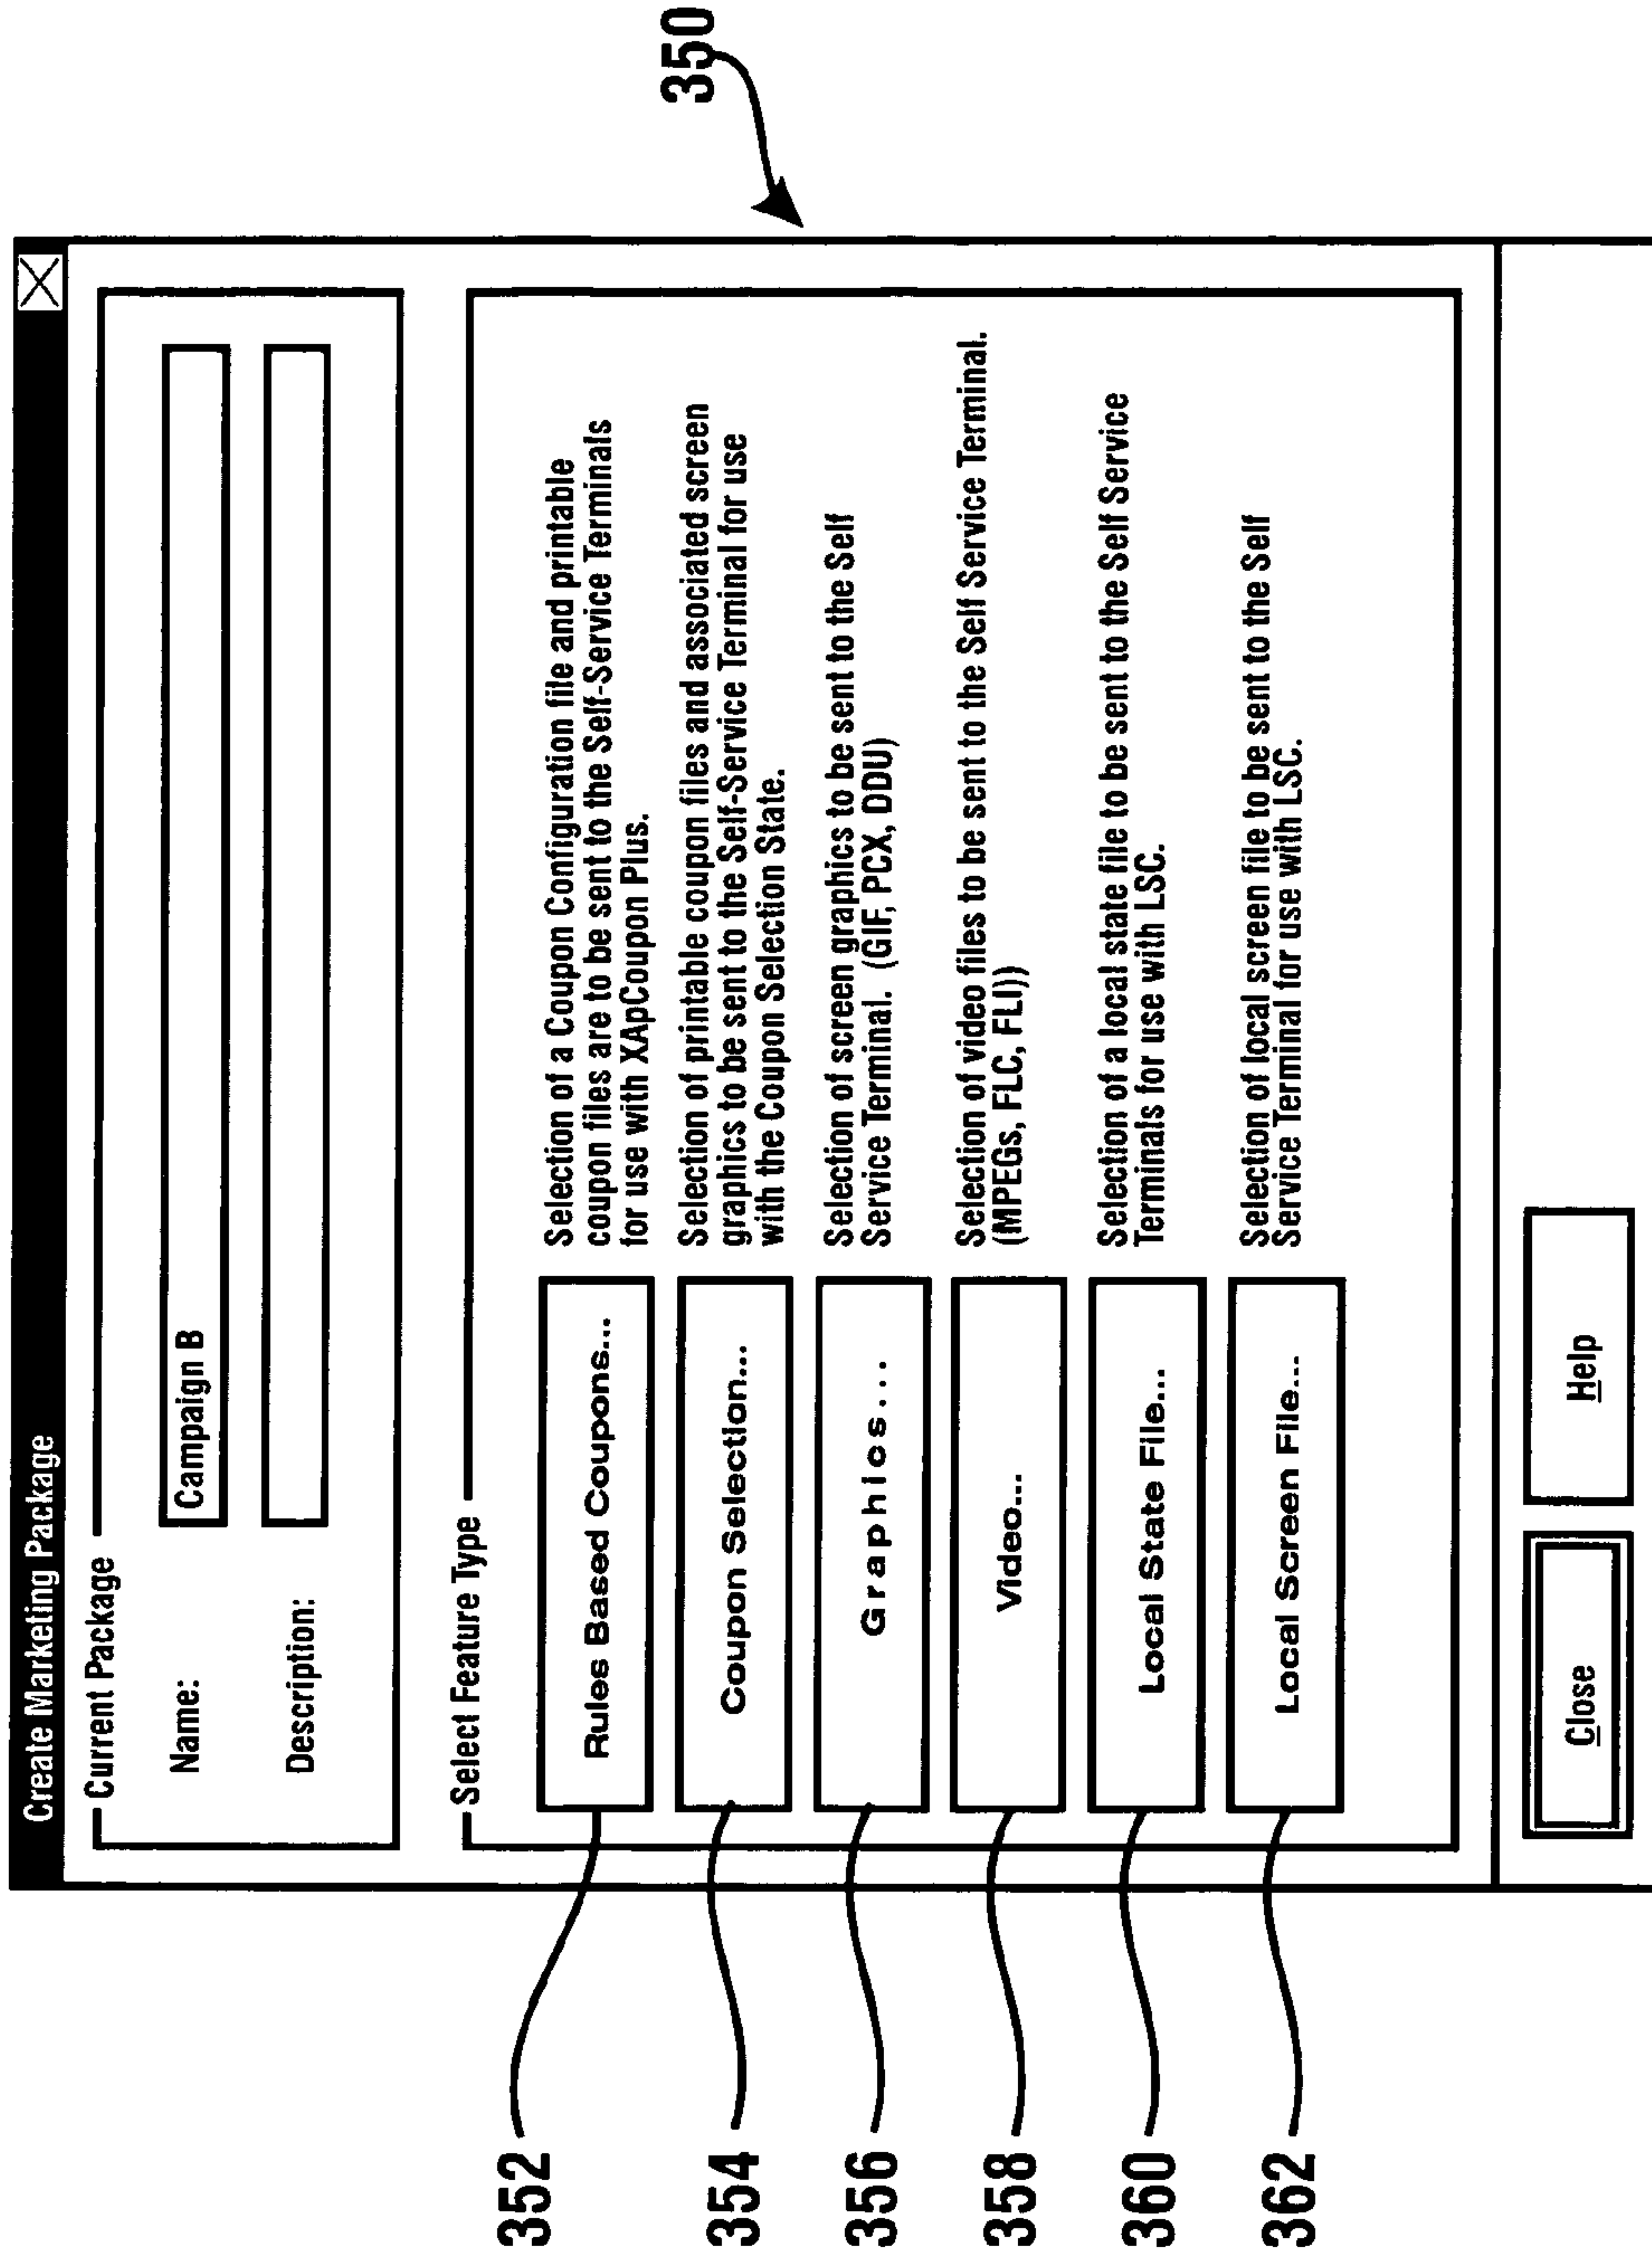 Create Marketing Package
Current Package
Name:
Campaign B
Description:
350
Select Feature Type
352
Rules Based Coupons...
Selection of a Coupon Configuration file and printable
coupon files are to be sent to the Self-Service Terminals
for use with XApCoupon Plus.
354
Coupon Selection...
Selection of printable coupon files and associated screen
graphics to be sent to the Self-Service Terminal for use
with the Coupon Selection State.
356
Graphics...
Selection of screen graphics to be sent to the Self
Service Terminal. (GIF, PCX, DDU)
358
Video...
Selection of video files to be sent to the Self Service Terminal.
(MPEGs, FLC, FLI))
360
Local State File...
Selection of a local state file to be sent to the Self Service
Terminals for use with LSC.
362
Local Screen File...
Selection of local screen file to be sent to the Self
Service Terminal for use with LSC.
Close
Help